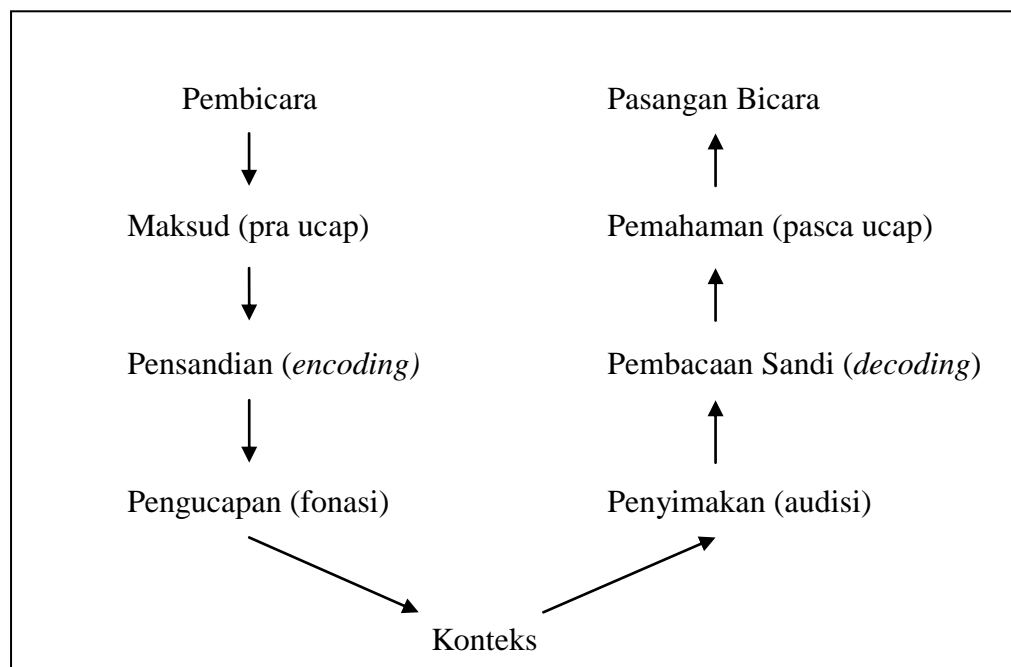 Pembicara
Maksud (pra ucap)
Pensandian (encoding)
Pengucapan (fonasi)
Konteks
Pasangan Bicara
Pemahaman (pasca ucap)
Pembacaan Sandi (decoding)
Penyimakan (audisi)